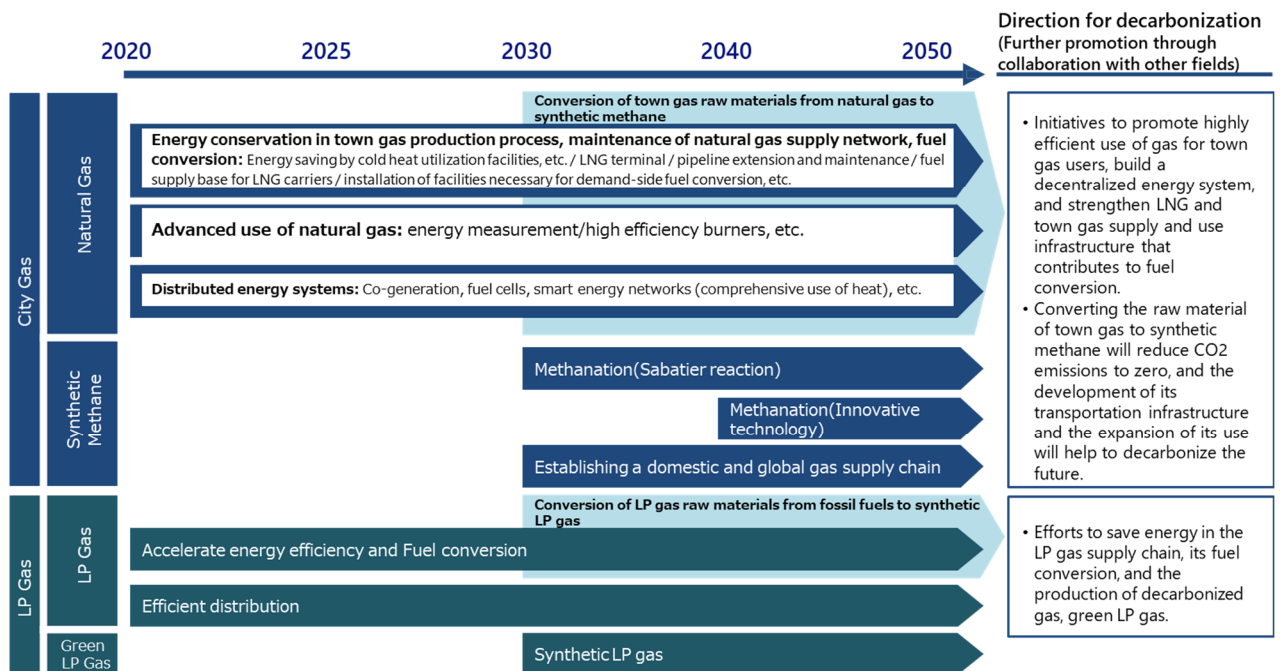 2020
2025
2030
2040
2050
Direction for decarbonization
(Further promotion through
collaboration with other fields)
City Gas
Natural Gas
Conversion of town gas raw materials from natural gas to
synthetic methane
Energy conservation in town gas production process, maintenance of natural gas supply network, fuel
conversion: Energy saving by cold heat utilization facilities, etc. / LNG terminal / pipeline extension and maintenance / fuel
supply base for LNG carriers / installation of facilities necessary for demand-side fuel conversion, etc.
Advanced use of natural gas: energy measurement/high efficiency burners, etc.
Distributed energy systems: Co-generation, fuel cells, smart energy networks (comprehensive use of heat), etc.
Synthetic
Methane
Methanation(Sabatier reaction)
Methanation(Innovative
technology)
Establishing a domestic and global gas supply chain
• Initiatives to promote highly
efficient use of gas for town
gas users, build a
decentralized energy system,
and strengthen LNG and
town gas supply and use
infrastructure that
contributes to fuel
conversion.
• Converting the raw material
of town gas to synthetic
methane will reduce CO2
emissions to zero, and the
development of its
transportation infrastructure
and the expansion of its use
will help to decarbonize the
future.
LP Gas
LP Gas
Conversion of LP gas raw materials from fossil fuels to synthetic
LP gas
Accelerate energy efficiency and Fuel conversion
Efficient distribution
Green
LP Gas
Synthetic LP gas
• Efforts to save energy in the
LP gas supply chain, its fuel
conversion, and the
production of decarbonized
gas, green LP gas.